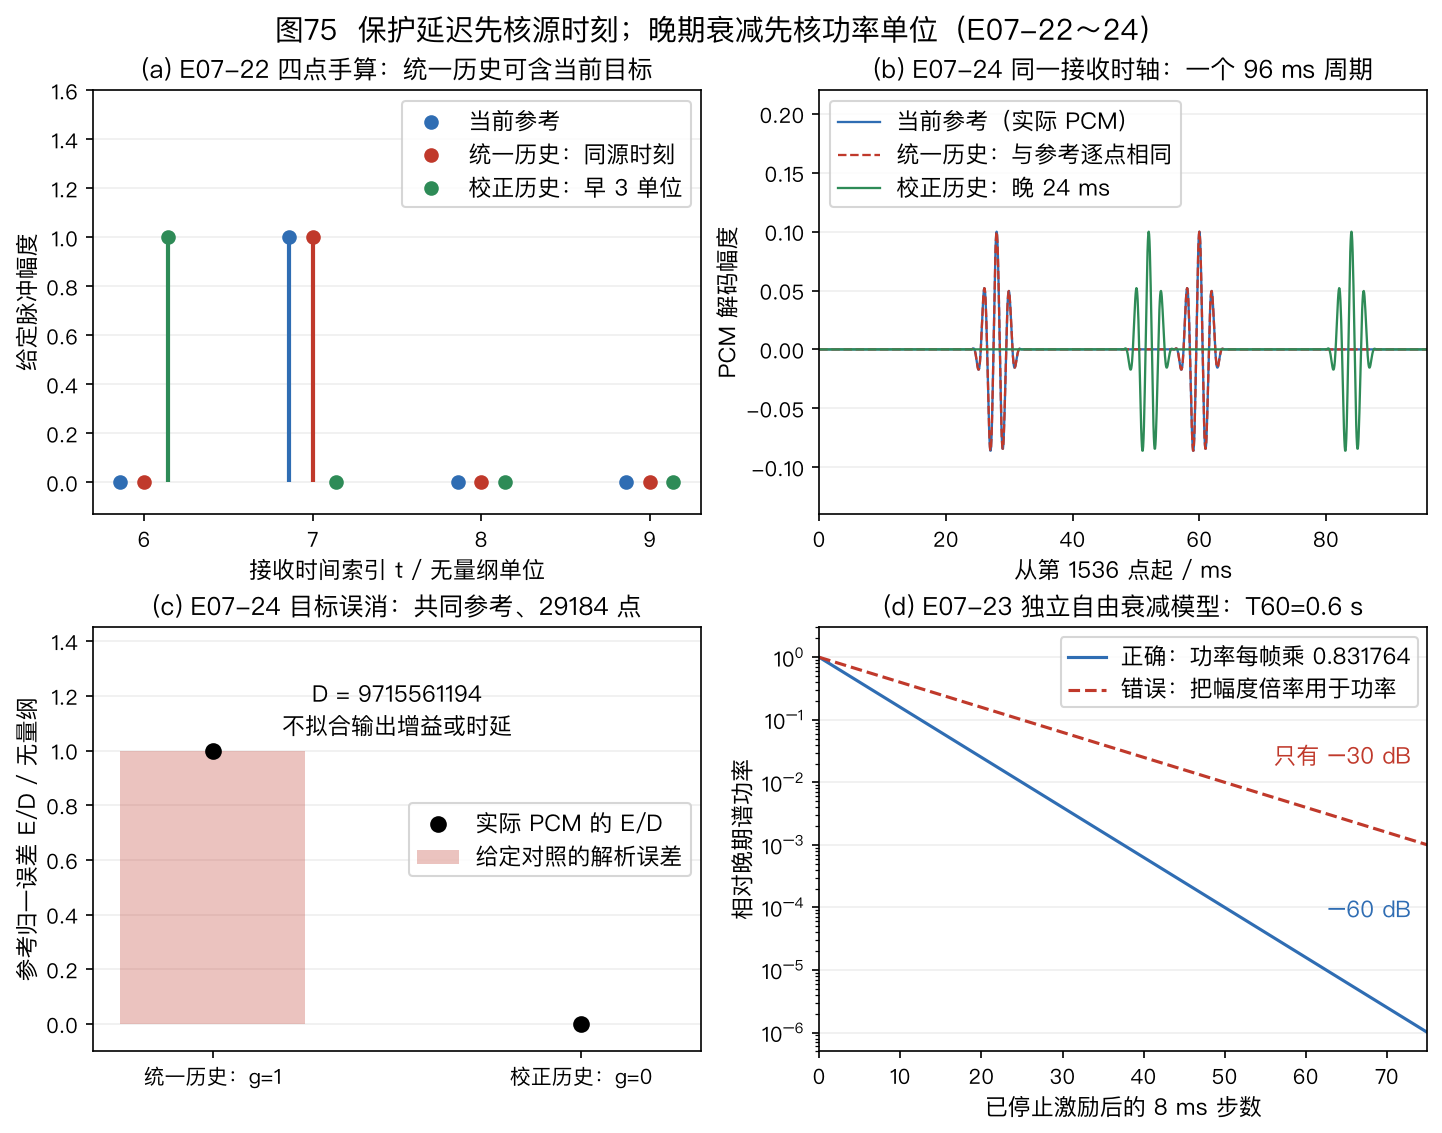 图75  保护延迟先核源时刻；晚期衰减先核功率单位（E07–22～24）
(a) E07–22 四点手算：统一历史可含当前目标
给定脉冲幅度
1.6
1.4
1.2
1.0
0.8
0.6
0.4
0.2
0.0
当前参考
统一历史：同源时刻
校正历史：早 3 单位
6 7 8 9
接收时间索引 t / 无量纲单位
(b) E07–24 同一接收时轴：一个 96 ms 周期
PCM 解码幅度
0.20
0.15
0.10
0.05
0.00
−0.05
−0.10
当前参考（实际 PCM）
统一历史：与参考逐点相同
校正历史：晚 24 ms
0 20 40 60 80
从第 1536 点起 / ms
(c) E07–24 目标误消：共同参考、29184 点
参考归一误差 E/D / 无量纲
1.4
1.2
1.0
0.8
0.6
0.4
0.2
0.0
D = 9715561194
不拟合输出增益或时延
实际 PCM 的 E/D
给定对照的解析误差
统一历史：g=1 校正历史：g=0
(d) E07–23 独立自由衰减模型：T60=0.6 s
相对晚期谱功率
10⁰
10⁻¹
10⁻²
10⁻³
10⁻⁴
10⁻⁵
10⁻⁶
正确：功率每帧乘 0.831764
错误：把幅度倍率用于功率
只有 −30 dB
−60 dB
0 10 20 30 40 50 60 70
已停止激励后的 8 ms 步数